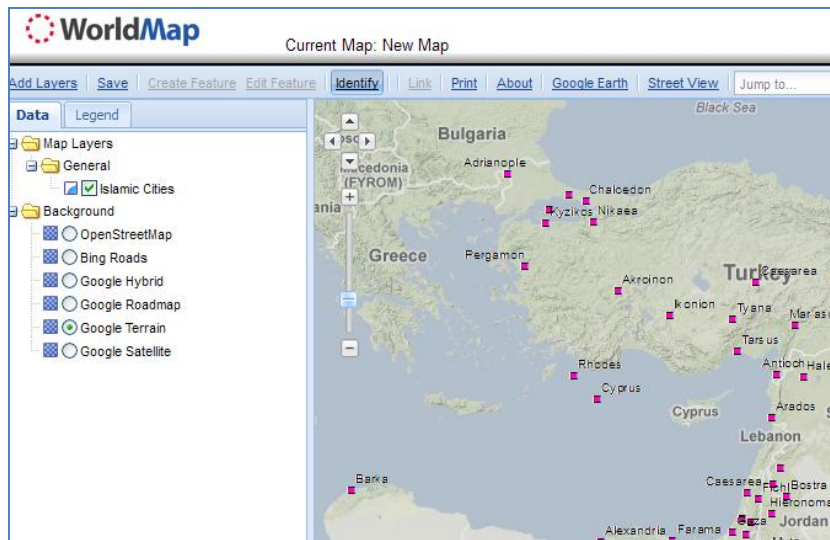 WorldMap
Current Map: New Map
Add Layers Save Create Feature Edit Feature Identify Link Print About Google Earth Street View Jump to...
Data Legend
Map Layers
General
Islamic Cities
Background
OpenStreetMap
Bing Roads
Google Hybrid
Google Roadmap
Google Terrain
Google Satellite
Black Sea
Bulgaria
Adrianople
(FYROM)
Chalcedon
Kyzikos Nikaea
Greece
Pergamon
Turkey
Caesarea
Akroinon
Ikonion
Tyana
Tarsus
Rhodes
Antioch
Cyprus
Cyprus
Arados
Lebanon
Barka
Caesarea
Bostra
Gaza
Jordan
Alexandria
Farama